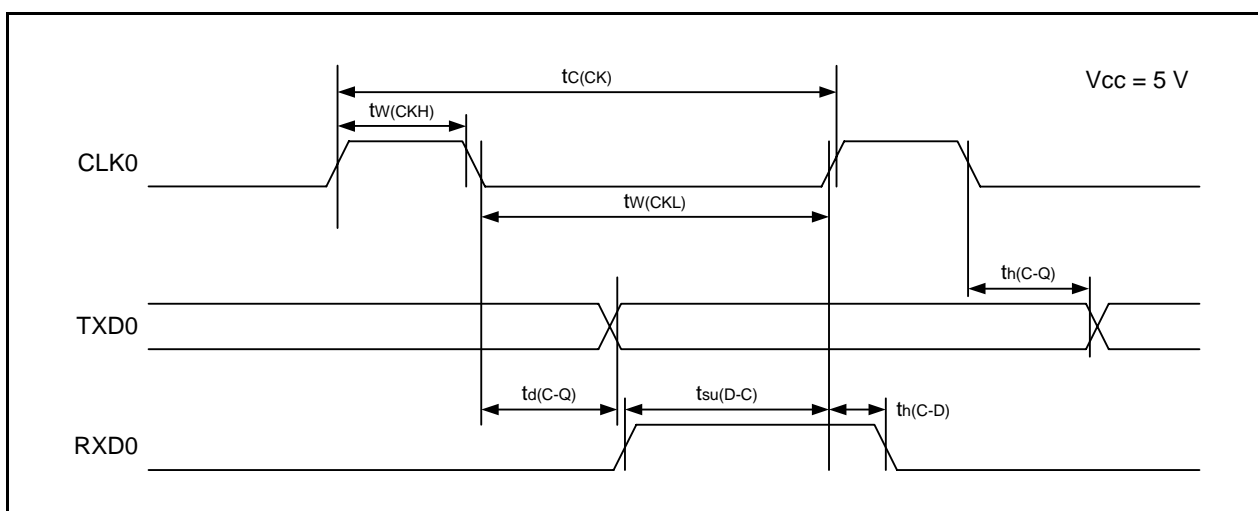 tC(CK)
Vcc = 5 V
tW(CKH)
CLK0
tW(CKL)
th(C-Q)
TXD0
td(C-Q)
tsu(D-C)
th(C-D)
RXD0